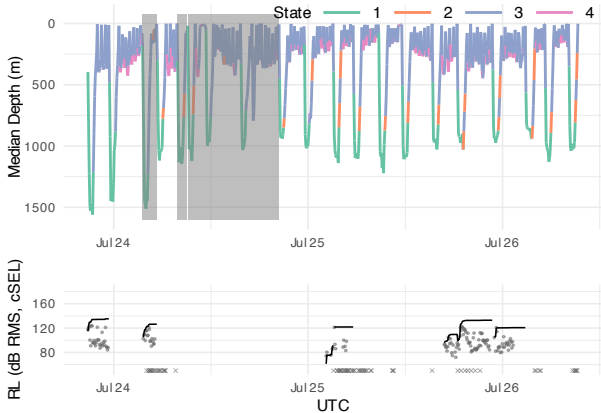 State 1 2 3 4
Median Depth (m)
0
500
1000
1500
Jul 24 Jul 25 Jul 26
RL (dB RMS, cSEL)
160
120
80
Jul 24 Jul 25 Jul 26
UTC